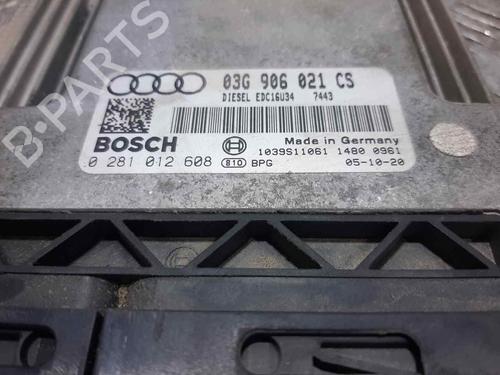 03G 906 021 CS
DIESEL EDC16U34 7443
BOSCH
Made in Germany
1039S11061 1480 0961
0 281 012 608 810 BPG 05-10-20
B-PARTS